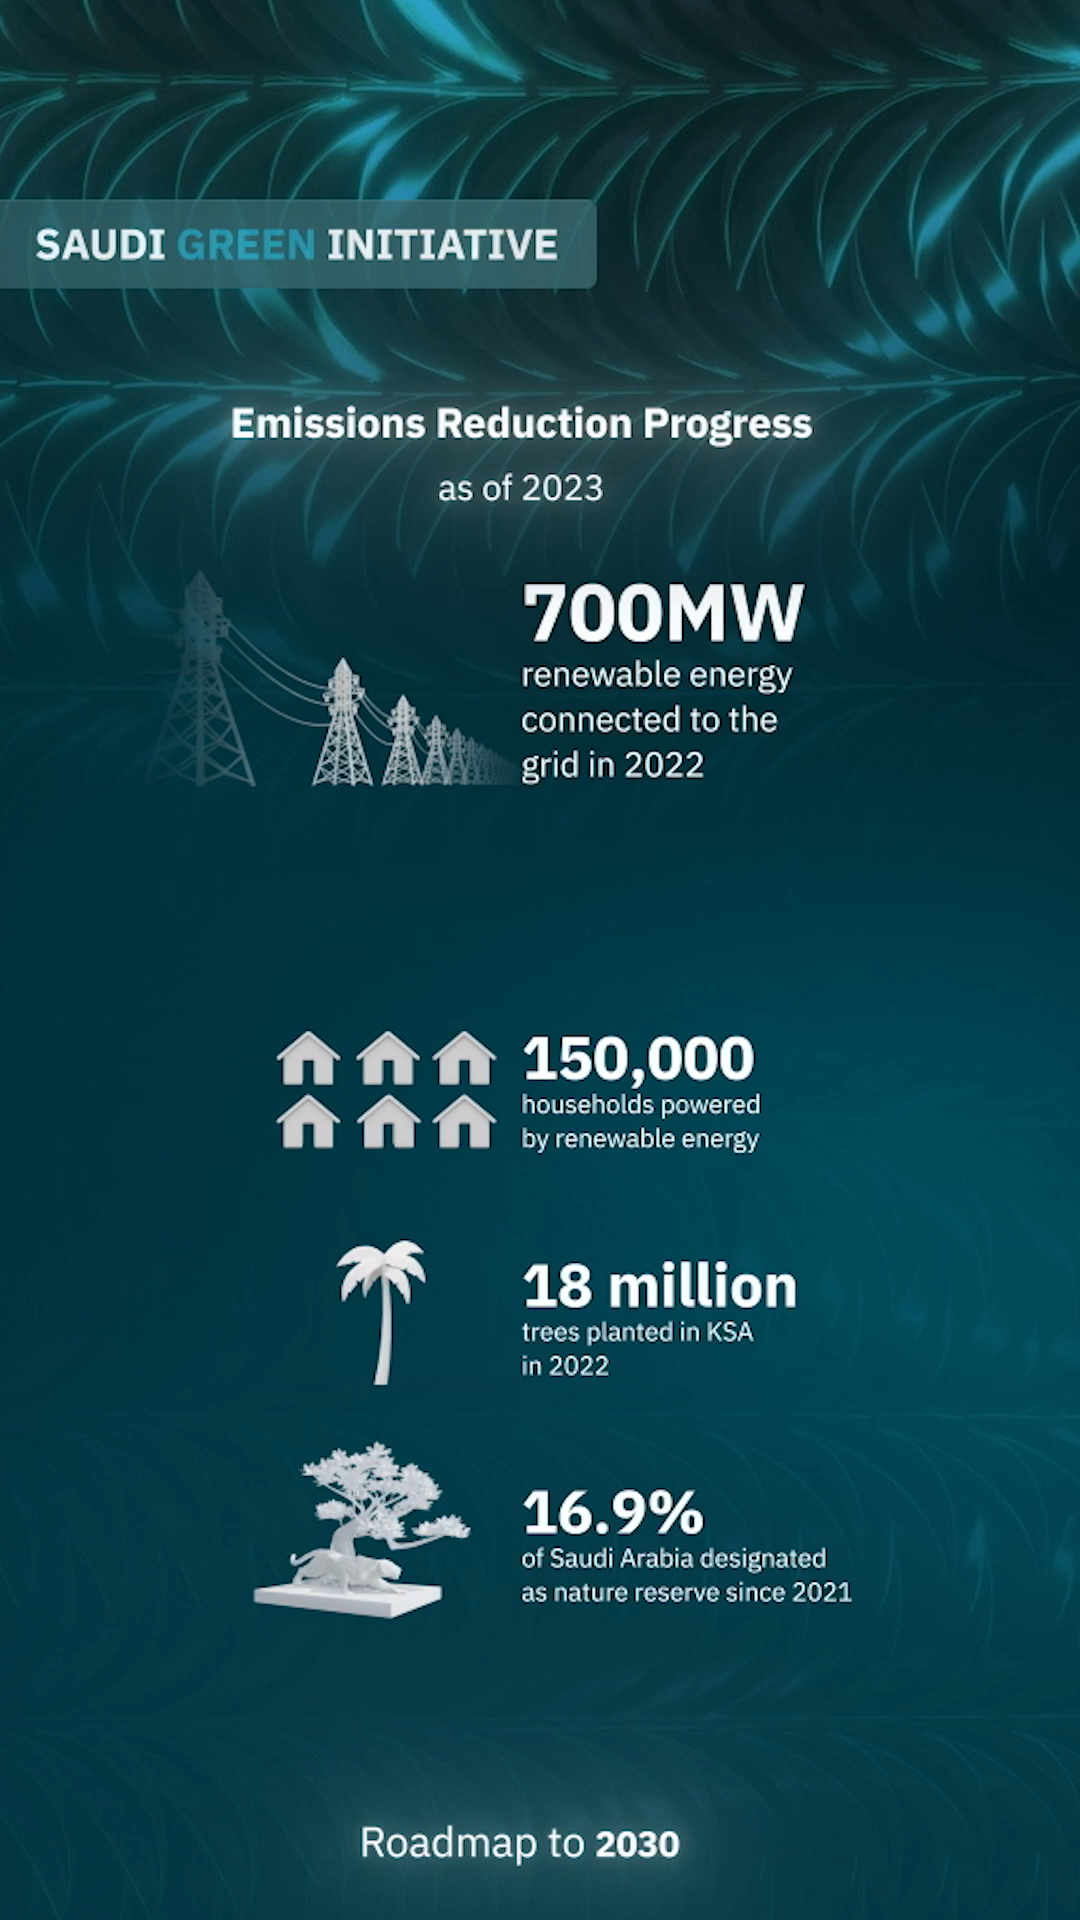 SAUDI GREEN INITIATIVE
Emissions Reduction Progress
as of 2023
700MW
renewable energy
connected to the
grid in 2022
150,000
households powered
by renewable energy
18 million
trees planted in KSA
in 2022
16.9%
of Saudi Arabia designated
as nature reserve since 2021
Roadmap to 2030